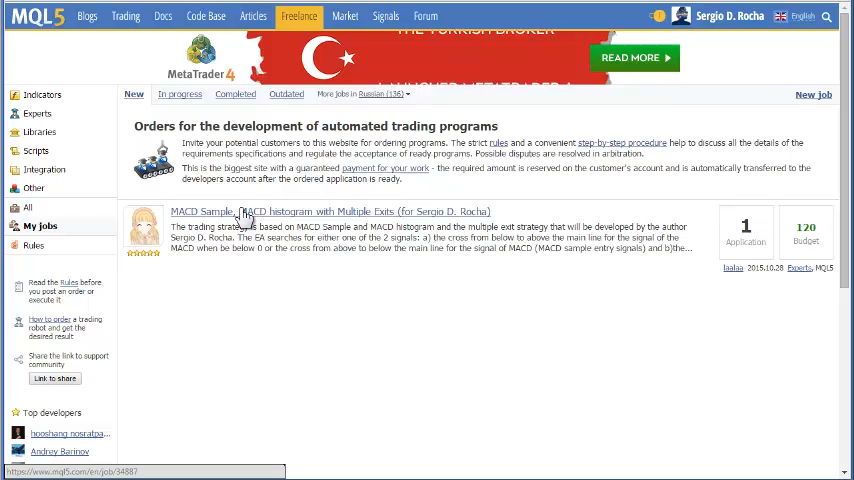 MQL5 Blogs Trading Docs Code Base Articles Freelance Market Signals Forum Sergio D. Rocha English
THE TURKISH BROKER
MetaTrader 4
READ MORE
New In progress Completed Outdated More jobs in Russian (136) New job
Indicators
Experts
Libraries
Scripts
Integration
Other
All
My jobs
Rules
Read the Rules before
you post an order or
execute it
How to order a trading
robot and get the
desired result
Share the link to support
community
Link to share
Top developers
hooshang nosratpa...
Andrey Barinov
Orders for the development of automated trading programs
Invite your potential customers to this website for ordering programs. The strict rules and a convenient step-by-step procedure help to discuss all the details of the
requirements specifications and regulate the acceptance of ready programs. Possible disputes are resolved in arbitration.
This is the biggest site with a guaranteed payment for your work - the required amount is reserved on the customer's account and is automatically transferred to the
developers account after the ordered application is ready.
MACD Sample, MACD histogram with Multiple Exits (for Sergio D. Rocha)
The trading strategy is based on MACD Sample and MACD histogram and the multiple exit strategy that will be developed by the author
Sergio D. Rocha. The EA searches for either one of the 2 signals: a) the cross from below to above the main line for the signal of the
MACD when be below 0 or the cross from above to below the main line for the signal of MACD (MACD sample entry signals) and b)the...
1
Application
120
Budget
laalaa 2015.10.28 Experts, MQL5
https://www.mql5.com/en/job/34887